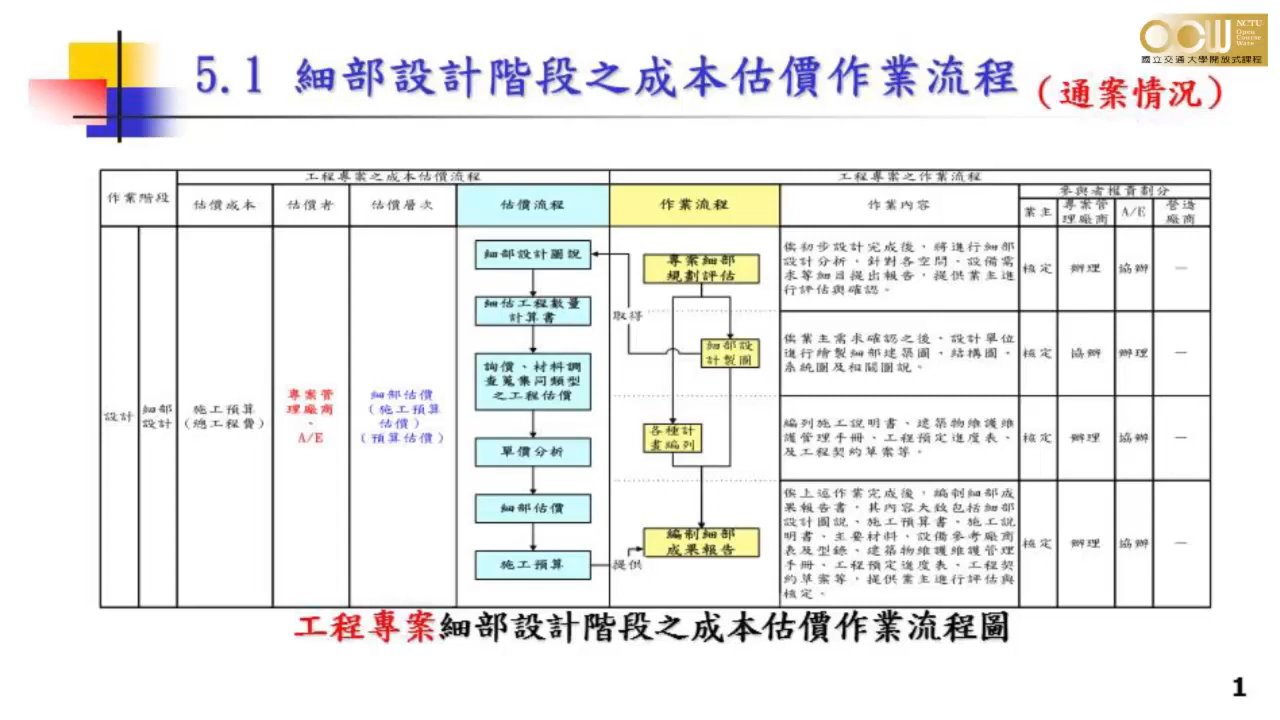 NCTU
Open
Course
Ware
國立交通大學開放式課程
5.1 細部設計階段之成本估價作業流程
(通案情況)
作業階段
工程專案之成本估價流程
工程專案之作業流程
估價成本
估價者
估價層次
估價流程
作業流程
作業內容
參與者權責劃分
業主
專案管
理廠商
A/E
營造
廠商
設計
細部
設計
施工預算
(總工程費)
專案管
理廠商
、
A/E
細部估價
(施工預算
估價)
(預算估價)
細部設計圖說
細估工程數量
計算書
詢價、材料調
查蒐集同類型
之工程估價
單價分析
細部估價
施工預算
取得
提供
專案細部
規劃評估
細部設
計製圖
各種計
畫編列
編制細部
成果報告
俟初步設計完成後，將進行細部
設計分析，針對各空間、設備需
求等細目提出報告，提供業主進
行評估與確認。
核定
辦理
協辦
—
俟業主需求確認之後，設計單位
進行繪製細部建築圖、結構圖、
系統圖及相關圖說。
核定
協辦
辦理
—
編列施工說明書、建築物維護維
護管理手冊、工程預定進度表、
及工程契約草案等。
核定
辦理
協辦
—
俟上述作業完成後，編制細部成
果報告書，其內容大致包括細部
設計圖說、施工預算書、施工說
明書、主要材料、設備參考廠商
表及型錄、建築物維護維護管理
手冊、工程預定進度表、工程契
約草案等，提供業主進行評估與
核定。
核定
辦理
協辦
—
工程專案細部設計階段之成本估價作業流程圖
1